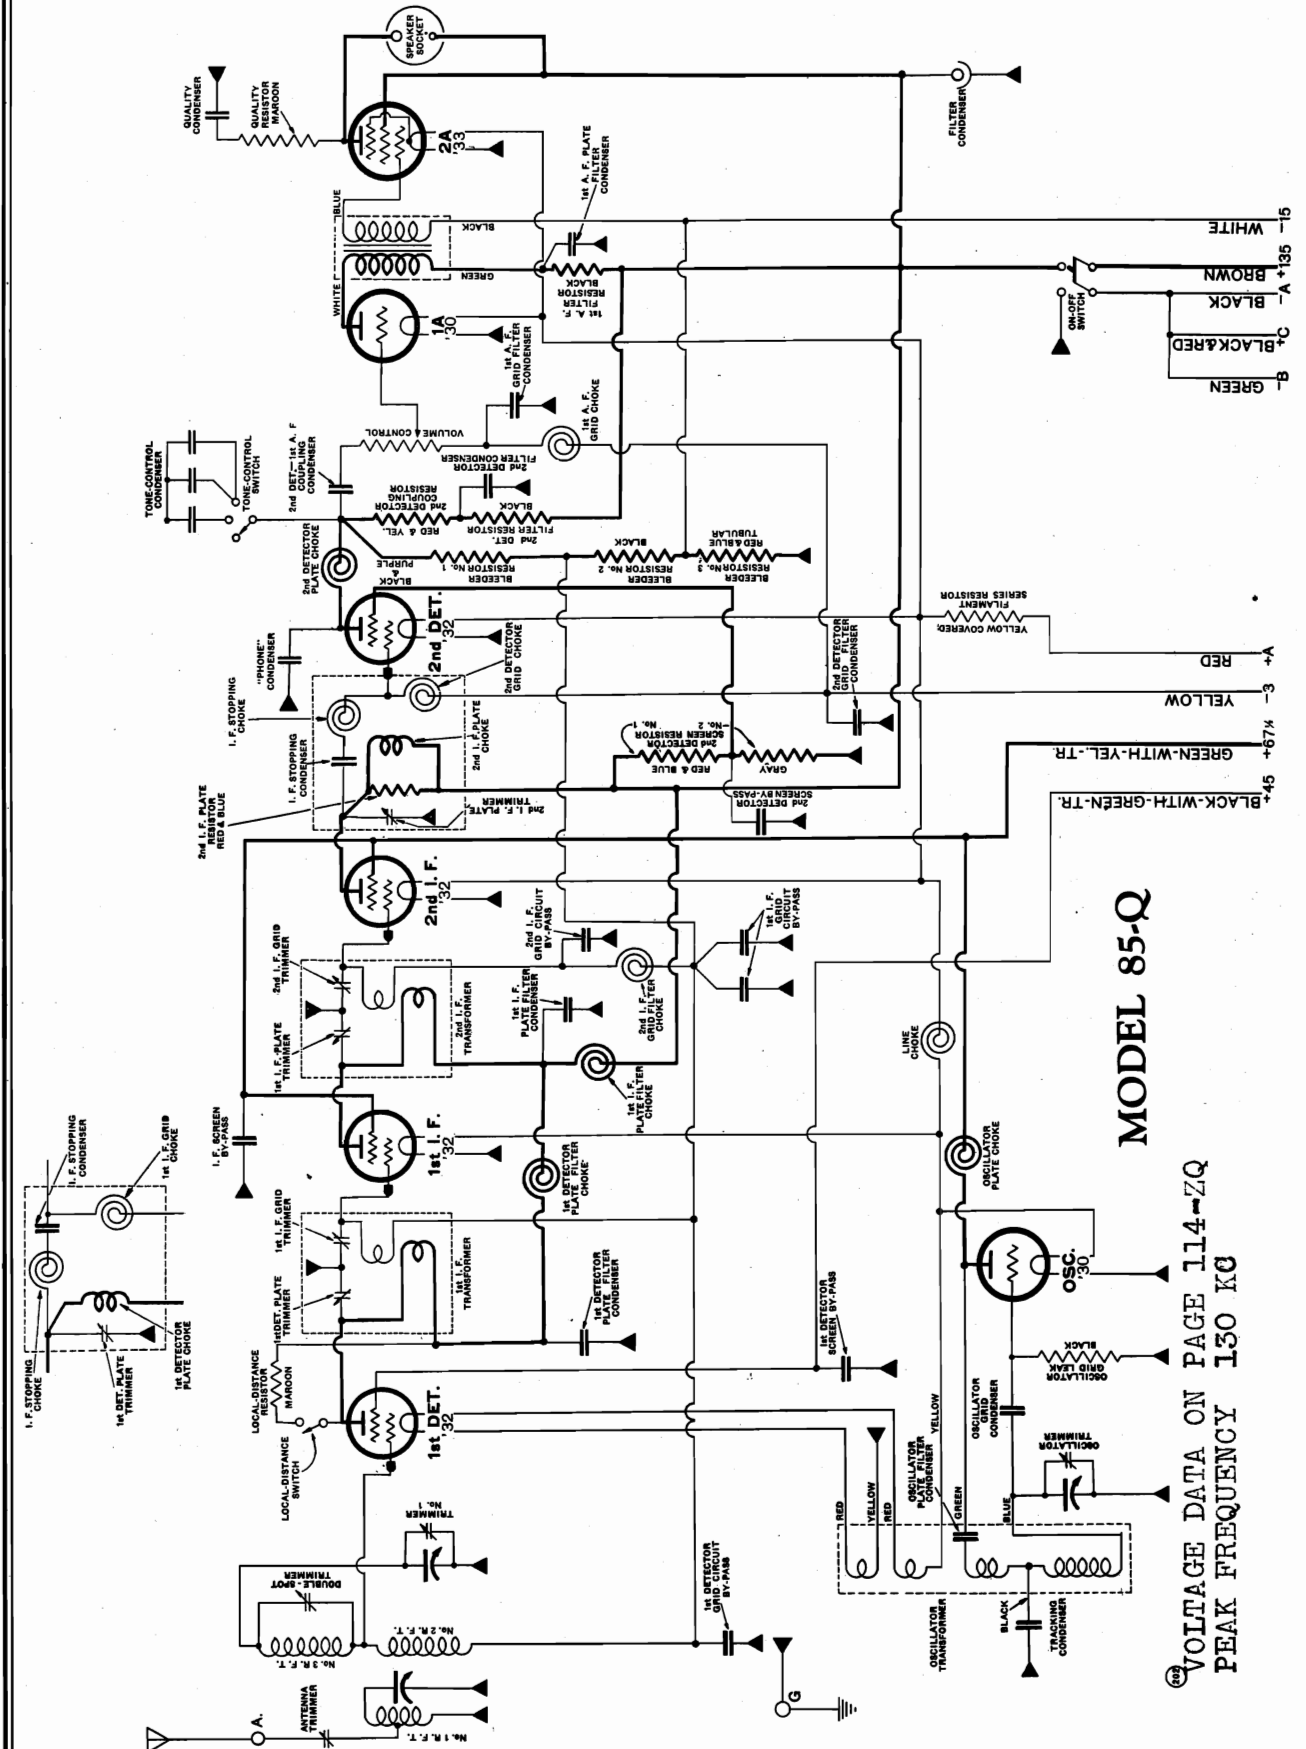 SPEAKER
SOCKET
QUALITY
CONDENSER
QUALITY
RESISTOR
MAROON
2A
'33
FILTER
CONDENSER
BLUE
BLACK
1st A. F. PLATE
FILTER
CONDENSER
WHITE
-15
WHITE
GREEN
1st A. F.
FILTER
RESISTOR
BLACK
BROWN
+135
BLACK
-A
ON-OFF
SWITCH
BLACK&RED
+C
GREEN
-B
1A
'30
1st A. F.
GRID FILTER
CONDENSER
1st A. F.
GRID CHOKE
VOLUME CONTROL
TONE-CONTROL
CONDENSER
TONE-CONTROL
SWITCH
2nd DET.—1st A. F
COUPLING
CONDENSER
2nd DETECTOR
FILTER CONDENSER
2nd DETECTOR
COUPLING
RESISTOR
RED & YEL.
2nd DET.
FILTER RESISTOR
BLACK
2nd DETECTOR
PLATE CHOKE
BLACK
&
PURPLE
BLEEDER
RESISTOR No. 1
BLEEDER
RESISTOR No. 2
BLACK
BLEEDER
RESISTOR No. 3
RED & BLUE
TUBULAR
"PHONE"
CONDENSER
2nd DET.
'32
2nd DETECTOR
GRID CHOKE
2nd DETECTOR
GRID FILTER
CONDENSER
YELLOW COVERED;
FILAMENT
SERIES RESISTOR
RED
+A
YELLOW
-3
GREEN-WITH-YEL. TR.
+67½
BLACK-WITH-GREEN-TR.
+45
I. F. STOPPING
CHOKE
I. F. STOPPING
CONDENSER
2nd I. F. PLATE
CHOKE
2nd I. F. PLATE
TRIMMER
2nd I. F. PLATE
RESISTOR
RED & BLUE
2nd DETECTOR
SCREEN RESISTOR
No. 1
No. 2
RED & BLUE
GRAY
2nd DETECTOR
SCREEN BY-PASS
2nd I. F.
'32
2nd I. F. GRID
TRIMMER
1st I. F. PLATE
TRIMMER
2nd I. F.
TRANSFORMER
2nd I. F.
GRID CIRCUIT
BY-PASS
1st I. F.
PLATE FILTER
CONDENSER
2nd I. F.
GRID FILTER
CHOKE
1st I. F.
GRID
CIRCUIT
BY-PASS
1st I. F.
PLATE FILTER
CHOKE
LINE
CHOKE
MODEL 85-Q
I. F. STOPPING
CONDENSER
1st I. F. GRID
CHOKE
I. F. STOPPING
CHOKE
1st DETECTOR
PLATE CHOKE
1st DET. PLATE
TRIMMER
I. F. SCREEN
BY-PASS
1st I. F.
'32
1st DETECTOR
PLATE FILTER
CHOKE
OSCILLATOR
PLATE CHOKE
1st I. F. GRID
TRIMMER
1st DET. PLATE
TRIMMER
1st I. F.
TRANSFORMER
1st DETECTOR
PLATE FILTER
CONDENSER
1st DETECTOR
SCREEN BY-PASS
LOCAL-DISTANCE
RESISTOR
MAROON
LOCAL-DISTANCE
SWITCH
1st DET.
'32
OSC.
'30
OSCILLATOR
GRID LEAK
BLACK
OSCILLATOR
GRID
CONDENSER
OSCILLATOR
TRIMMER
OSCILLATOR
PLATE FILTER
CONDENSER
YELLOW
RED
YELLOW
RED
GREEN
BLUE
BLACK
OSCILLATOR
TRANSFORMER
TRACKING
CONDENSER
TRIMMER
No. 1
DOUBLE-SPOT
TRIMMER
No. 3 R. F. T.
No. 2 R. F. T.
1st DETECTOR
GRID CIRCUIT
BY-PASS
A.
ANTENNA
TRIMMER
No. 1 R. F. T.
G
202
VOLTAGE DATA ON PAGE 114-ZQ
PEAK FREQUENCY 130 KC